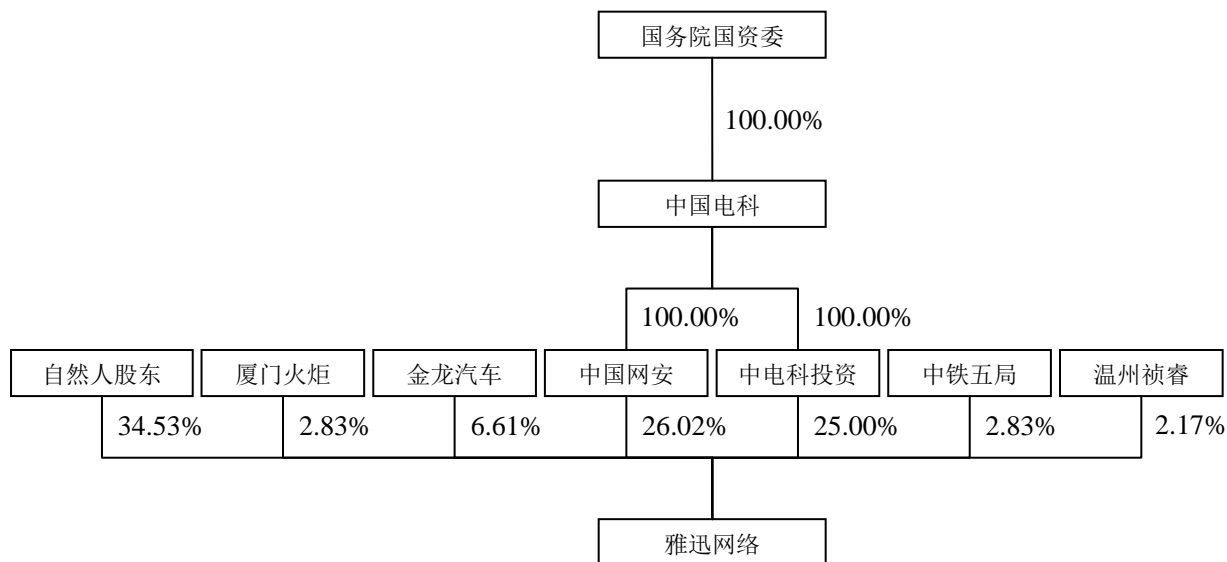 国务院国资委
100.00%
中国电科
100.00% 100.00%
自然人股东 厦门火炬 金龙汽车 中国网安 中电科投资 中铁五局 温州祯睿
34.53% 2.83% 6.61% 26.02% 25.00% 2.83% 2.17%
雅迅网络